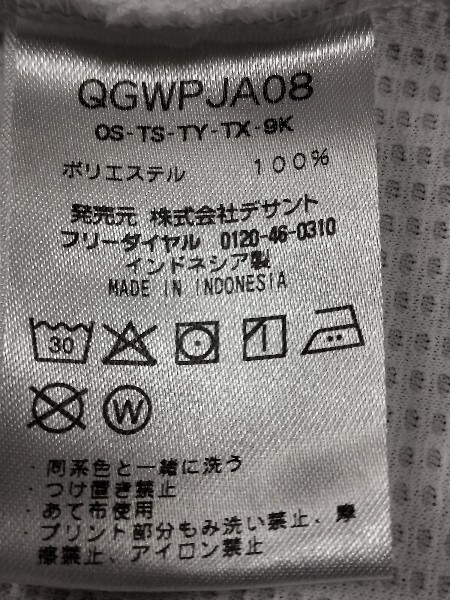 QGWPJA08
OS-TS-TY-TX-9K
ポリエステル 100%
発売元 株式会社デサント
フリーダイヤル 0120-46-0310
インドネシア製
MADE IN INDONESIA
30
W
・同系色と一緒に洗う
・つけ置き禁止
・あて布使用
・プリント部分もみ洗い禁止、摩
擦禁止、アイロン禁止